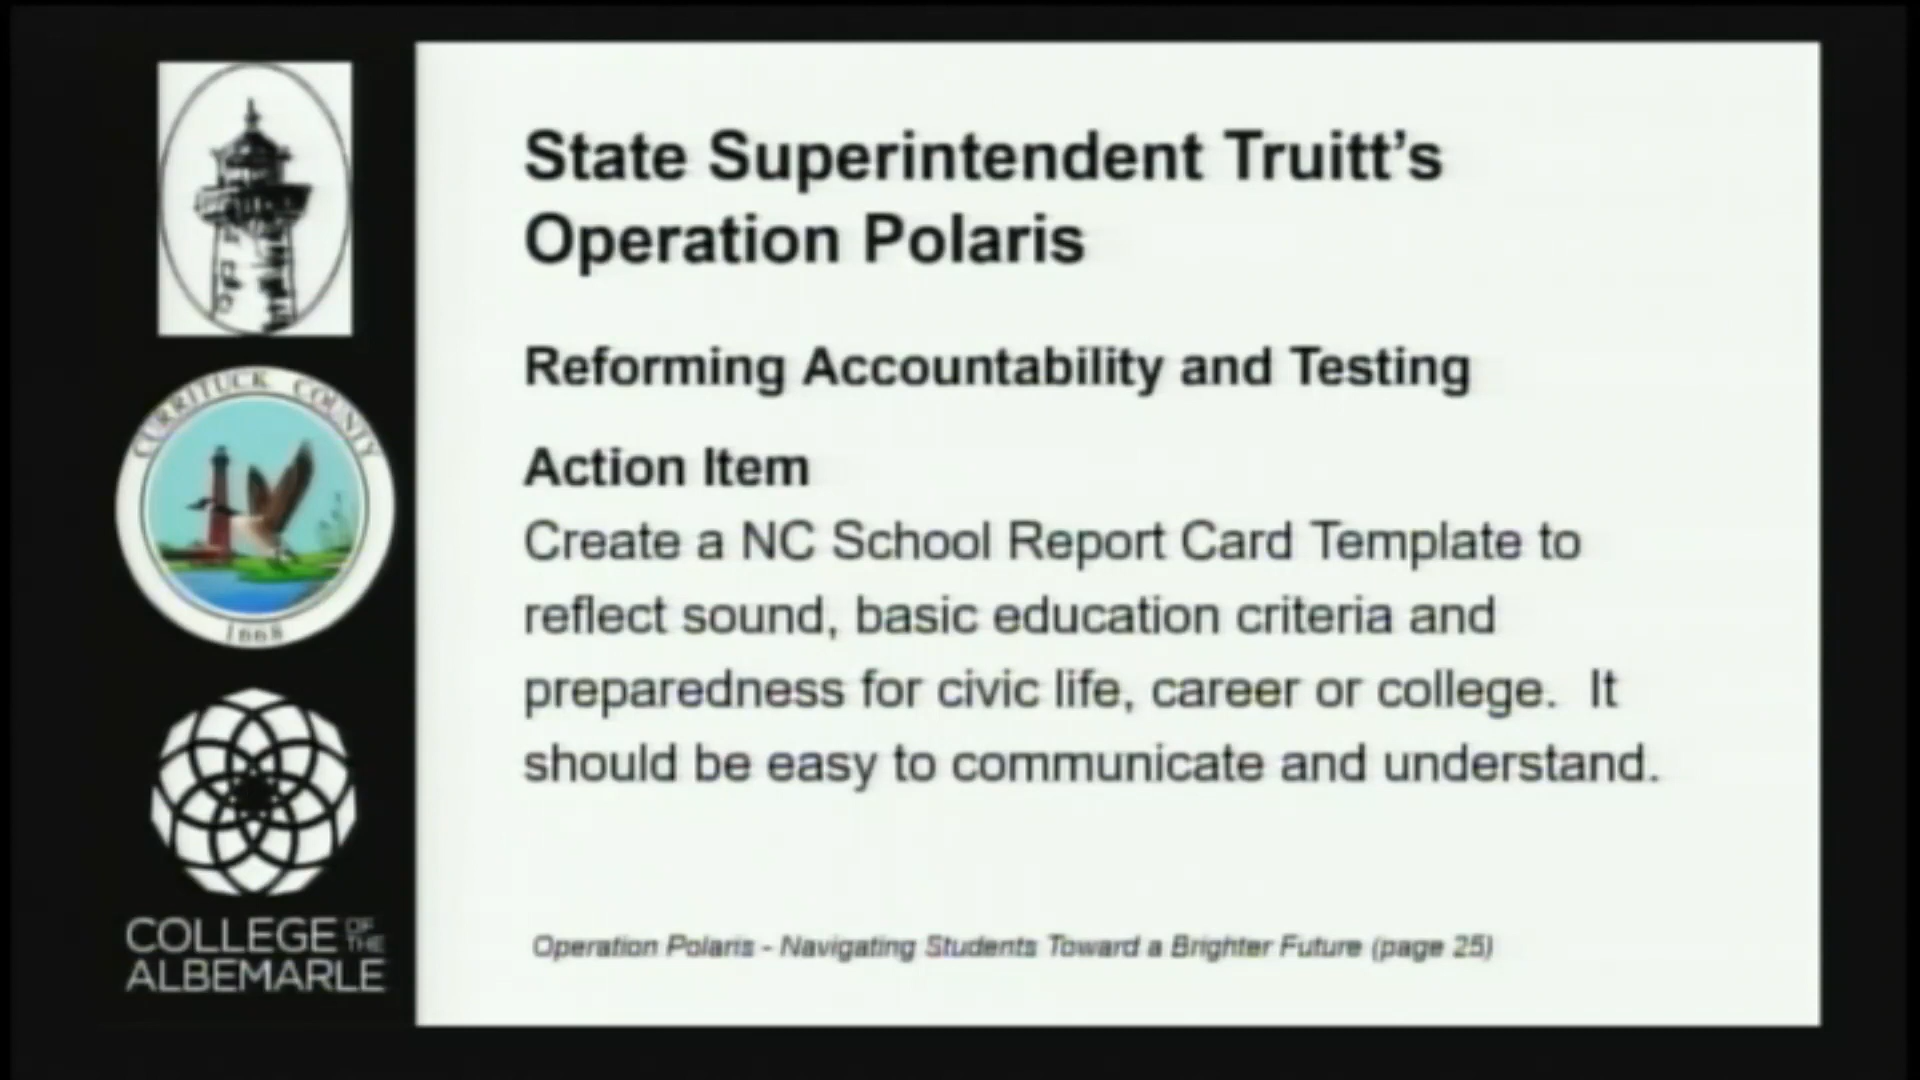 State Superintendent Truitt's
Operation Polaris
Reforming Accountability and Testing
Action Item
Create a NC School Report Card Template to
reflect sound, basic education criteria and
preparedness for civic life, career or college. It
should be easy to communicate and understand.
Operation Polaris - Navigating Students Toward a Brighter Future (page 25)
CURRITUCK COUNTY
1668
COLLEGE OF THE
ALBEMARLE